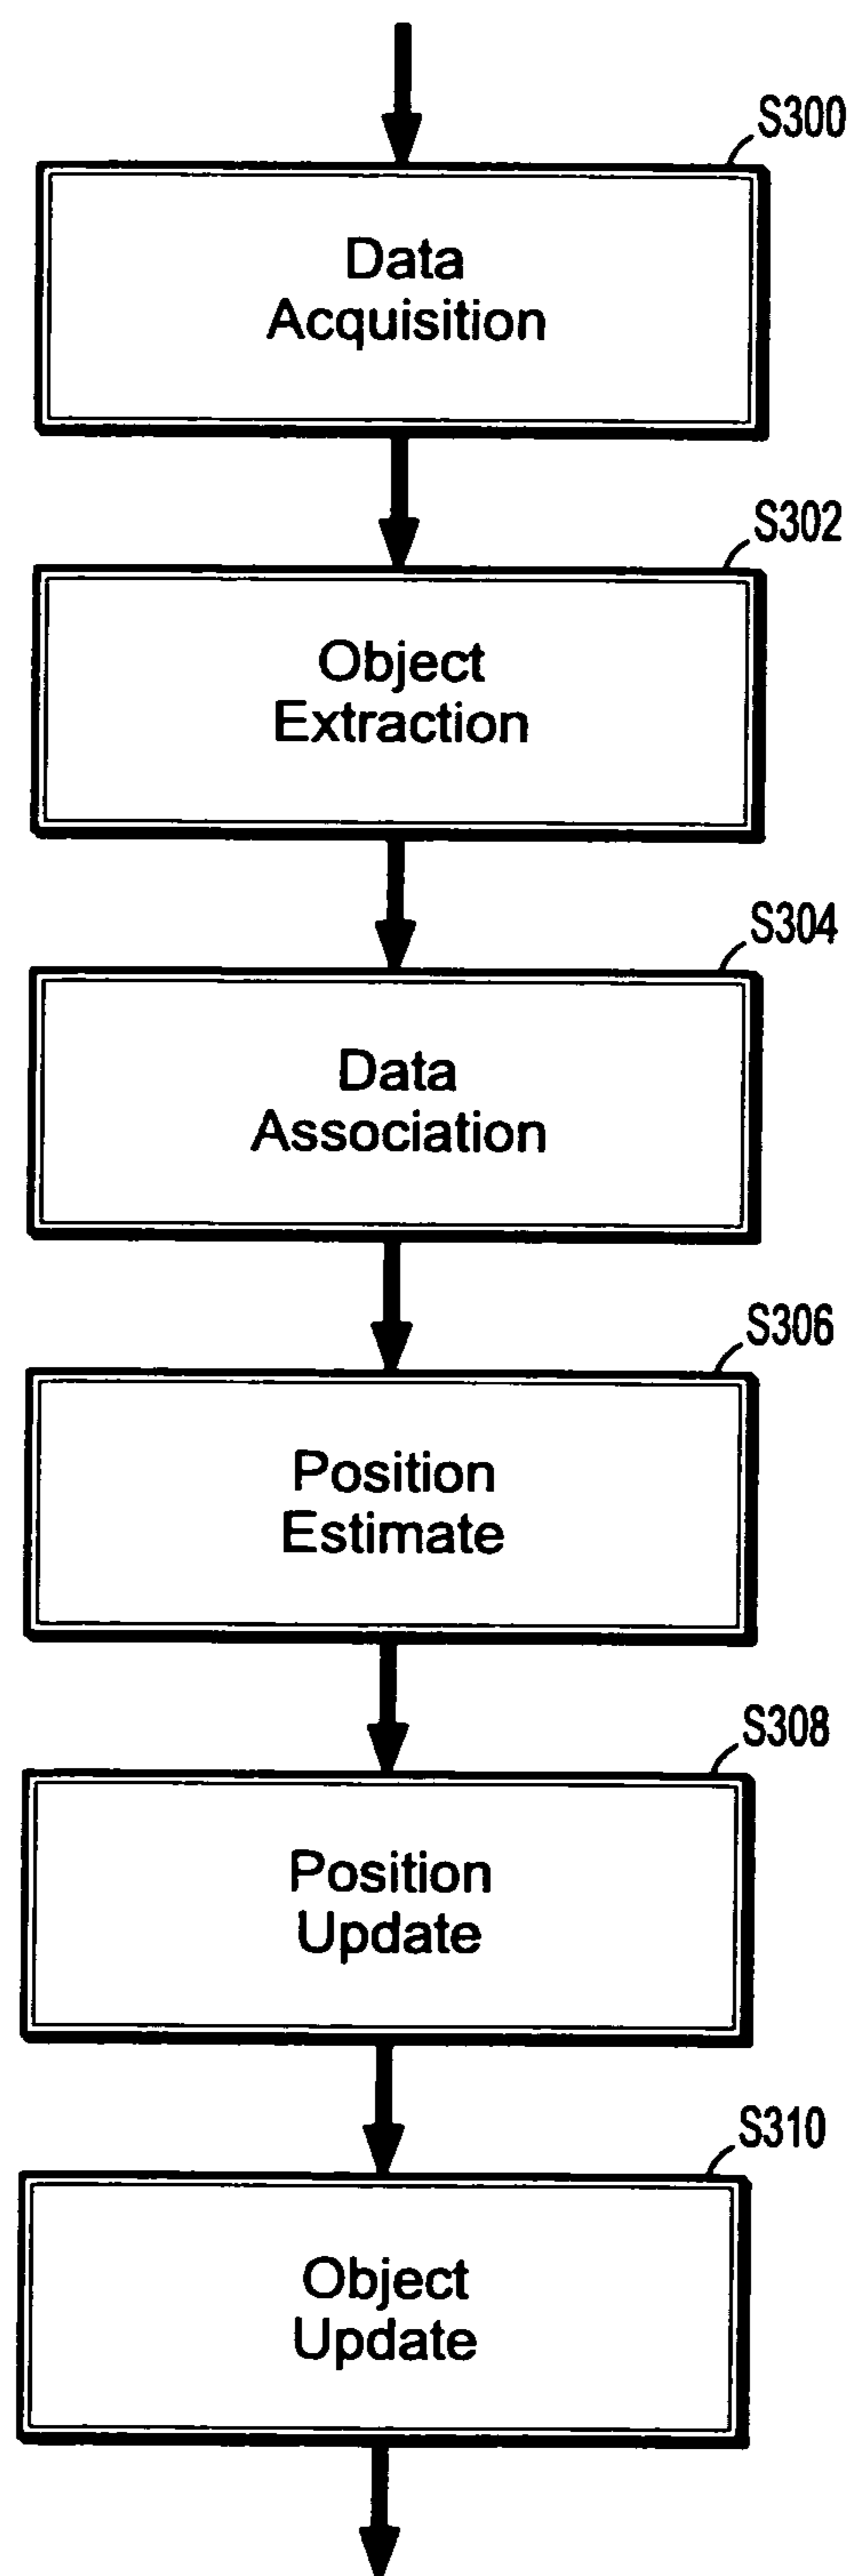 S300
Data
Acquisition
S302
Object
Extraction
S304
Data
Association
S306
Position
Estimate
S308
Position
Update
S310
Object
Update